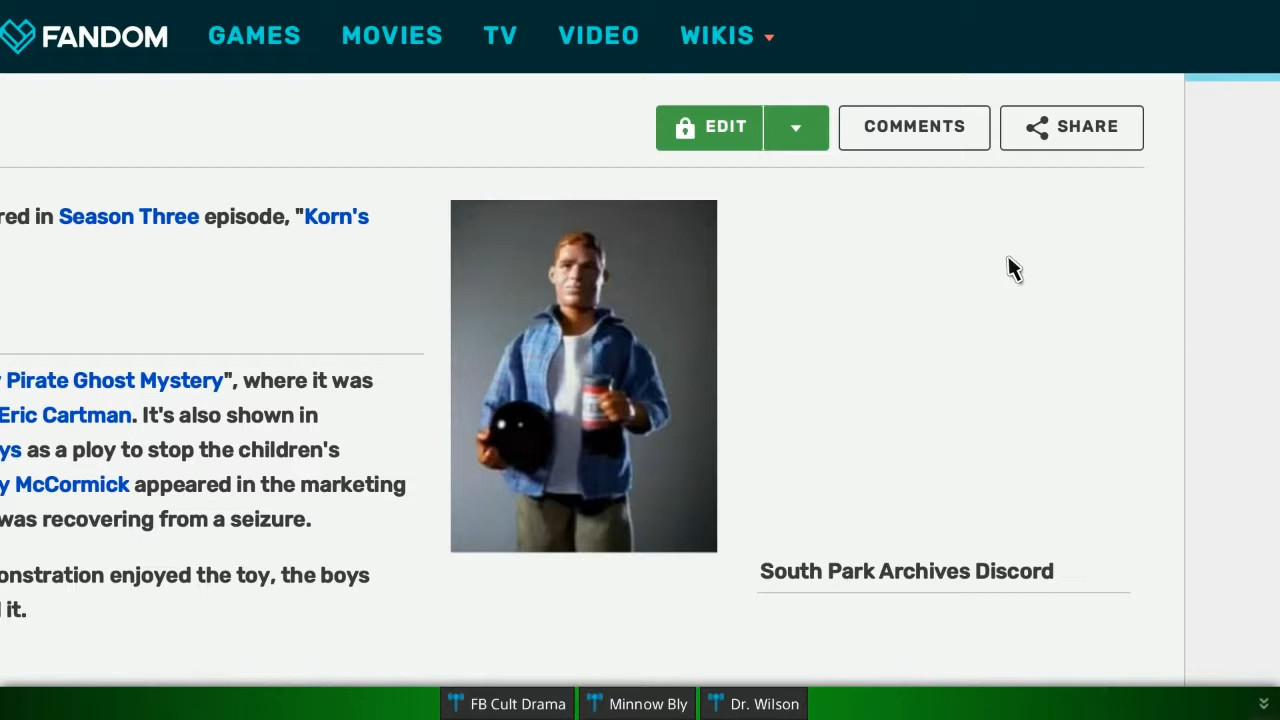 FANDOM GAMES MOVIES TV VIDEO WIKIS
EDIT COMMENTS SHARE
red in Season Three episode, "Korn's
Pirate Ghost Mystery", where it was
Eric Cartman. It's also shown in
ys as a ploy to stop the children's
y McCormick appeared in the marketing
was recovering from a seizure.
onstration enjoyed the toy, the boys
it.
South Park Archives Discord
FB Cult Drama Minnow Bly Dr. Wilson